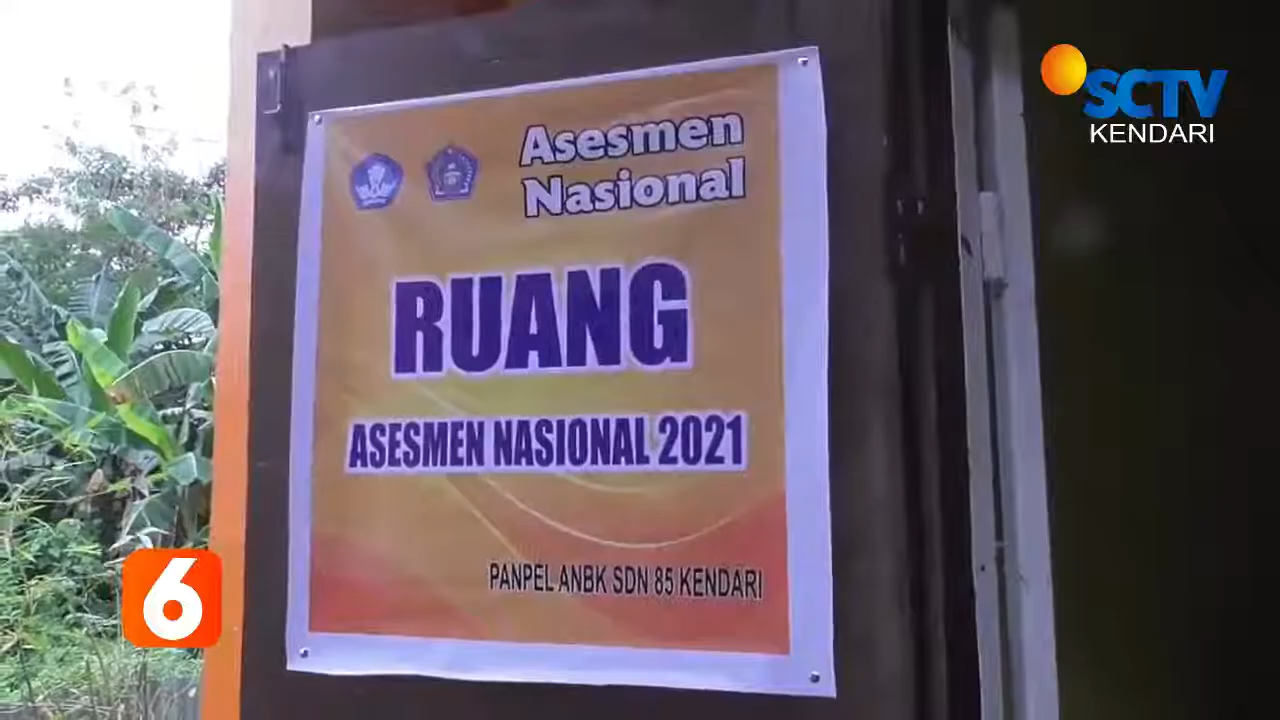 SCTV
KENDARI
Asesmen
Nasional
RUANG
ASESMEN NASIONAL 2021
PANPEL ANBK SDN 85 KENDARI
6